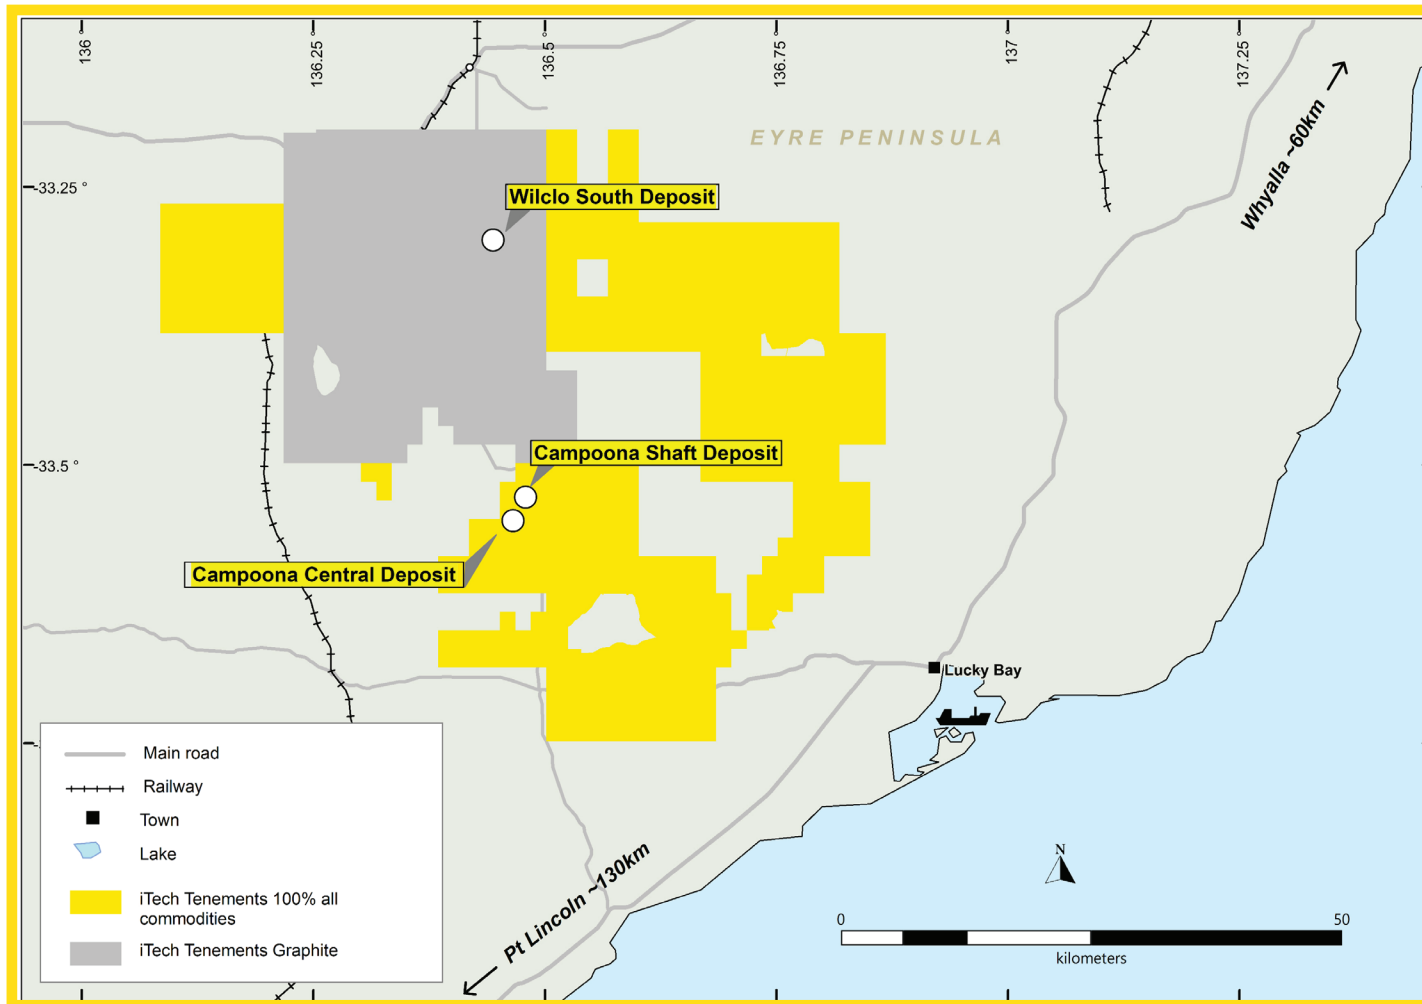 136
136.25 °
136.5 °
136.75 °
137
137.25 °
-33.25 °
-33.5 °
EYRE PENINSULA
Whyalla ~60km
Wilclo South Deposit
Campoona Shaft Deposit
Campoona Central Deposit
Lucky Bay
Pt Lincoln ~130km
Main road
Railway
Town
Lake
iTech Tenements 100% all
commodities
iTech Tenements Graphite
N
0
50
kilometers